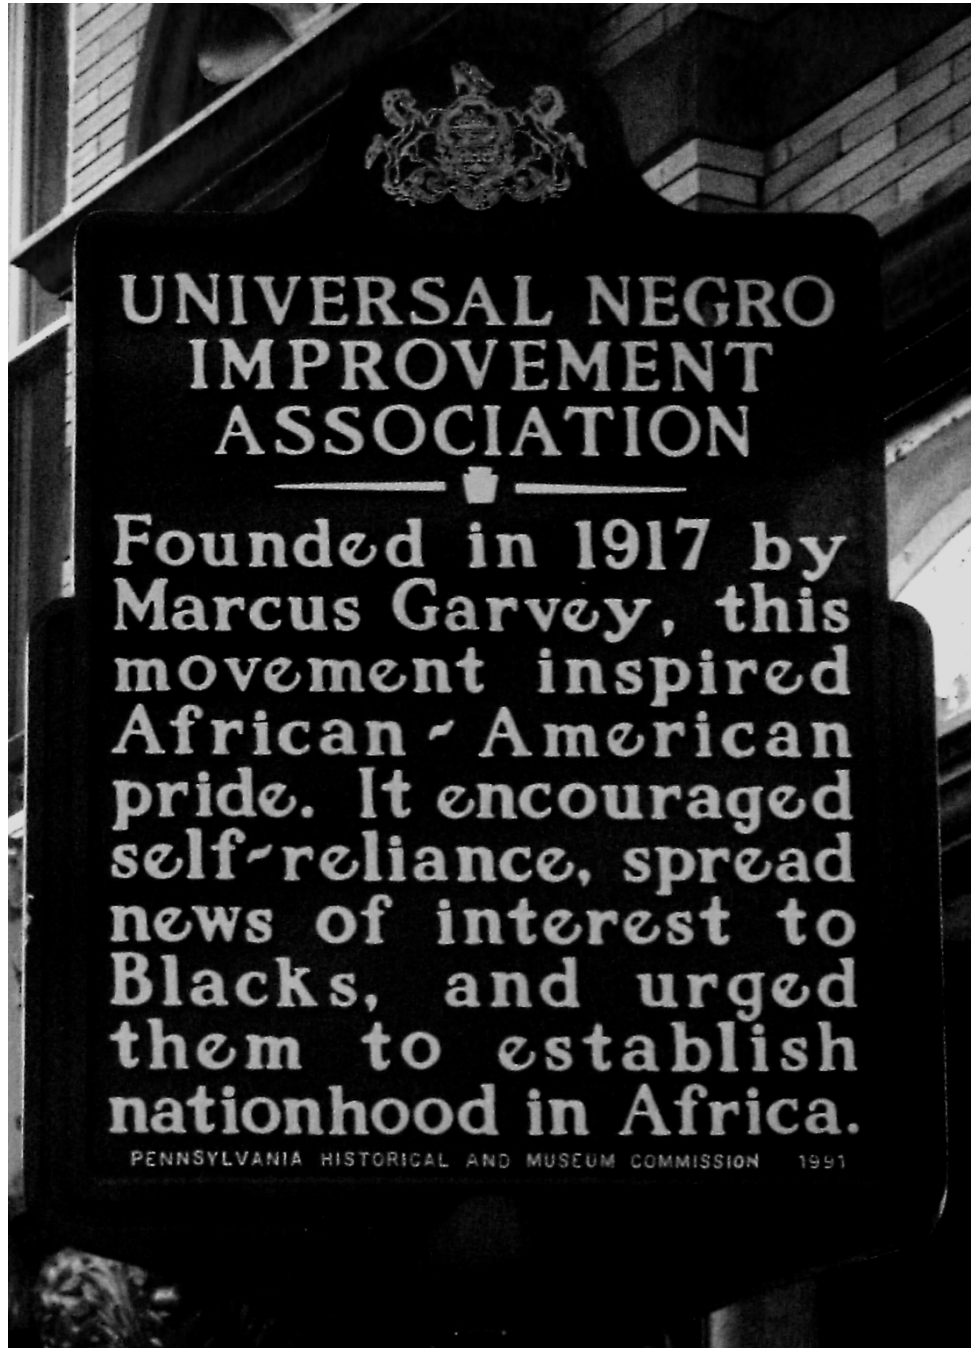 UNIVERSAL NEGRO
IMPROVEMENT
ASSOCIATION
Founded in 1917 by
Marcus Garvey, this
movement inspired
African-American
pride. It encouraged
self-reliance, spread
news of interest to
Blacks, and urged
them to establish
nationhood in Africa.
PENNSYLVANIA HISTORICAL AND MUSEUM COMMISSION 1991